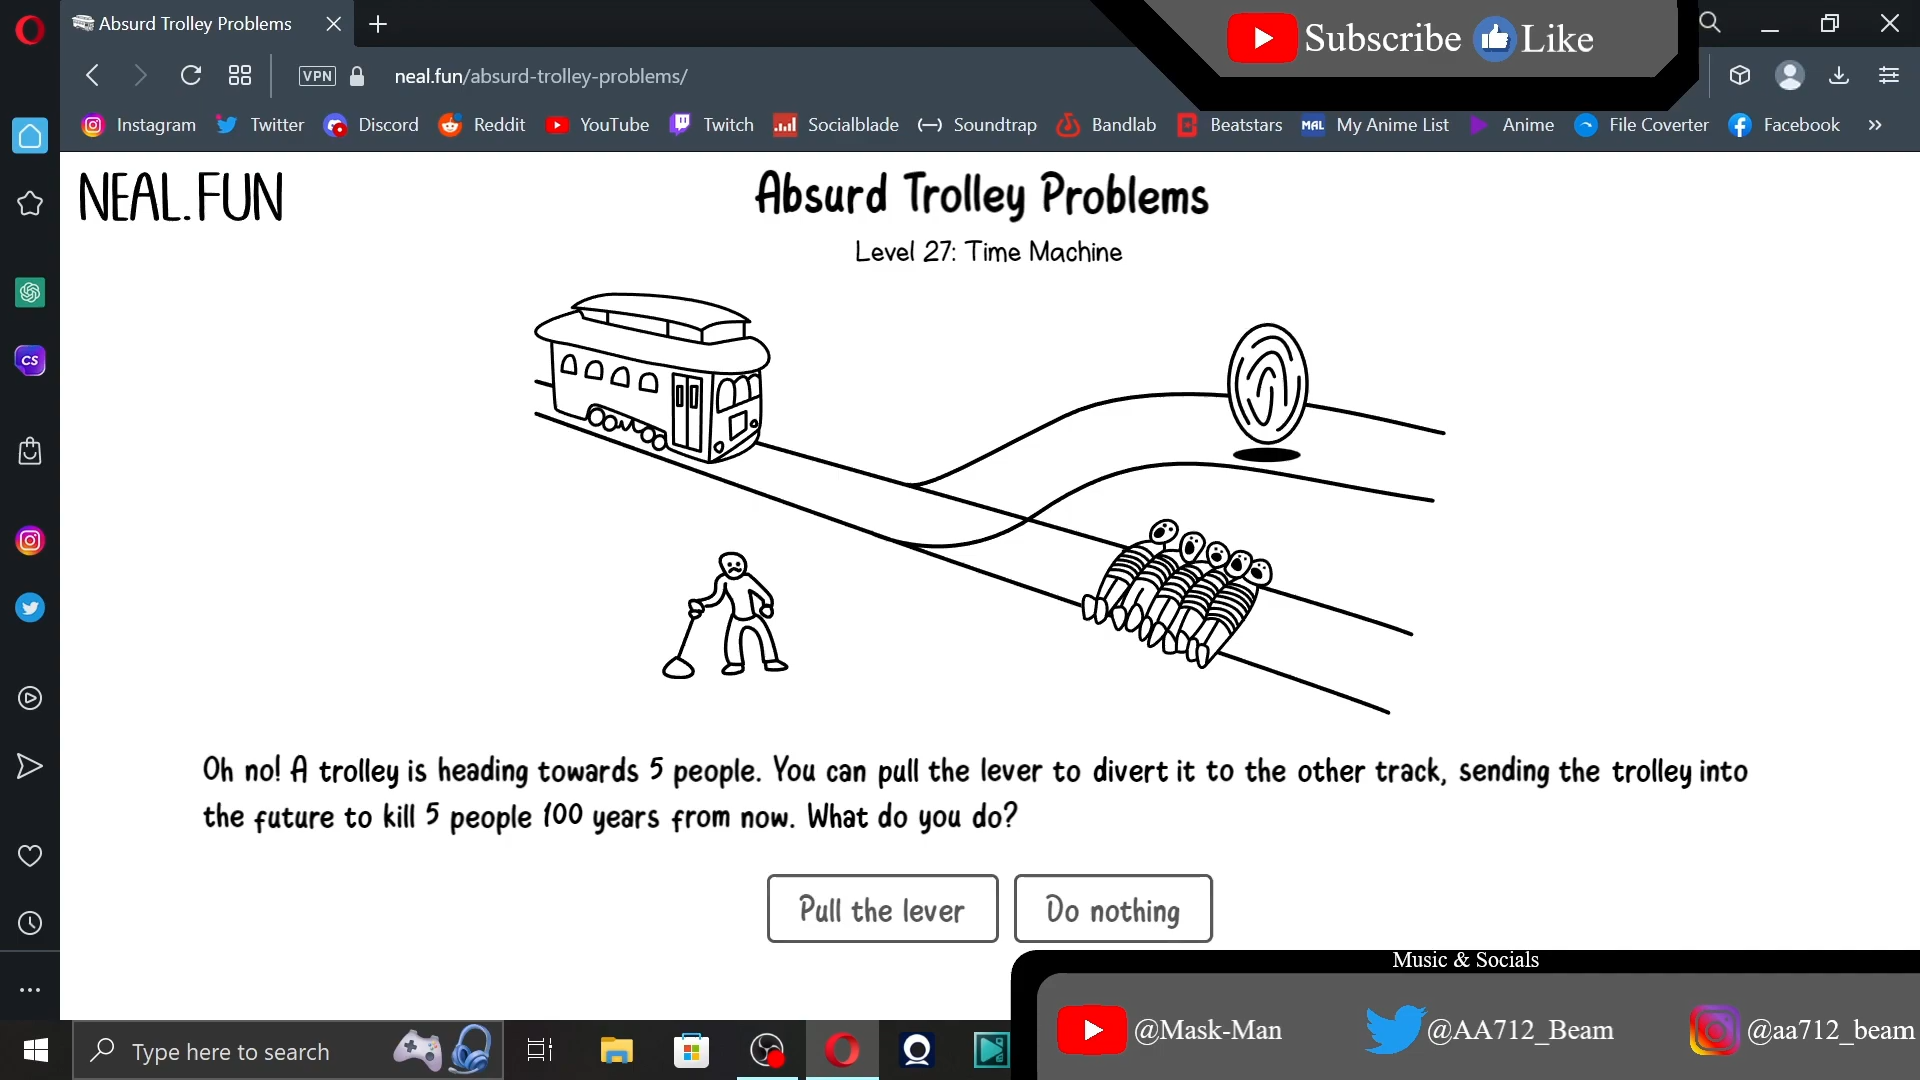 Absurd Trolley Problems
Subscribe Like
VPN neal.fun/absurd-trolley-problems/
Instagram Twitter Discord Reddit YouTube Twitch Socialblade Soundtrap Bandlab Beatstars MAL My Anime List Anime File Coverter Facebook »
NEAL.FUN
Absurd Trolley Problems
Level 27: Time Machine
CS
Oh no! A trolley is heading towards 5 people. You can pull the lever to divert it to the other track, sending the trolley into
the future to kill 5 people 100 years from now. What do you do?
Pull the lever Do nothing
Music & Socials
@Mask-Man @AA712_Beam @aa712_beam
Type here to search